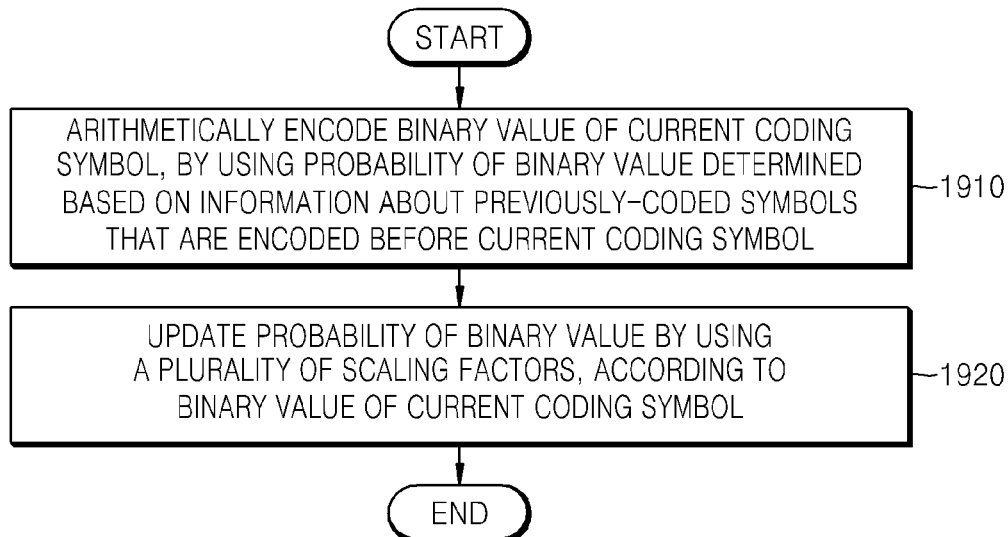 START
ARITHMETICALLY ENCODE BINARY VALUE OF CURRENT CODING
SYMBOL, BY USING PROBABILITY OF BINARY VALUE DETERMINED
BASED ON INFORMATION ABOUT PREVIOUSLY-CODED SYMBOLS
THAT ARE ENCODED BEFORE CURRENT CODING SYMBOL
1910
UPDATE PROBABILITY OF BINARY VALUE BY USING
A PLURALITY OF SCALING FACTORS, ACCORDING TO
BINARY VALUE OF CURRENT CODING SYMBOL
1920
END